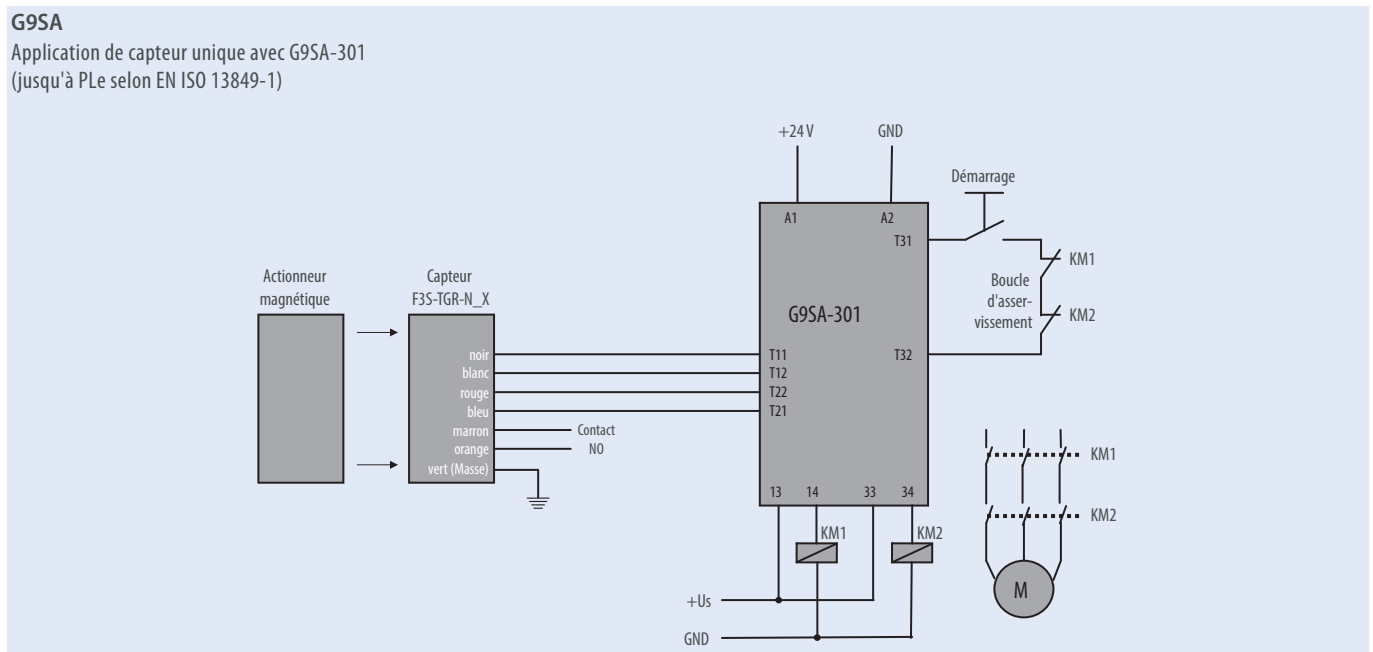 G9SA
Application de capteur unique avec G9SA-301
(jusqu'à PLe selon EN ISO 13849-1)
+24 V
GND
Démarrage
A1
A2
T31
KM1
Actionneur
magnétique
Capteur
F3S-TGR-N_X
Boucle
d'asser-
vissement
G9SA-301
KM2
noir
T11
T32
blanc
T12
rouge
T22
bleu
T21
marron
Contact
orange
NO
vert (Masse)
KM1
13
14
33
34
KM2
KM1
KM2
M
+Us
GND